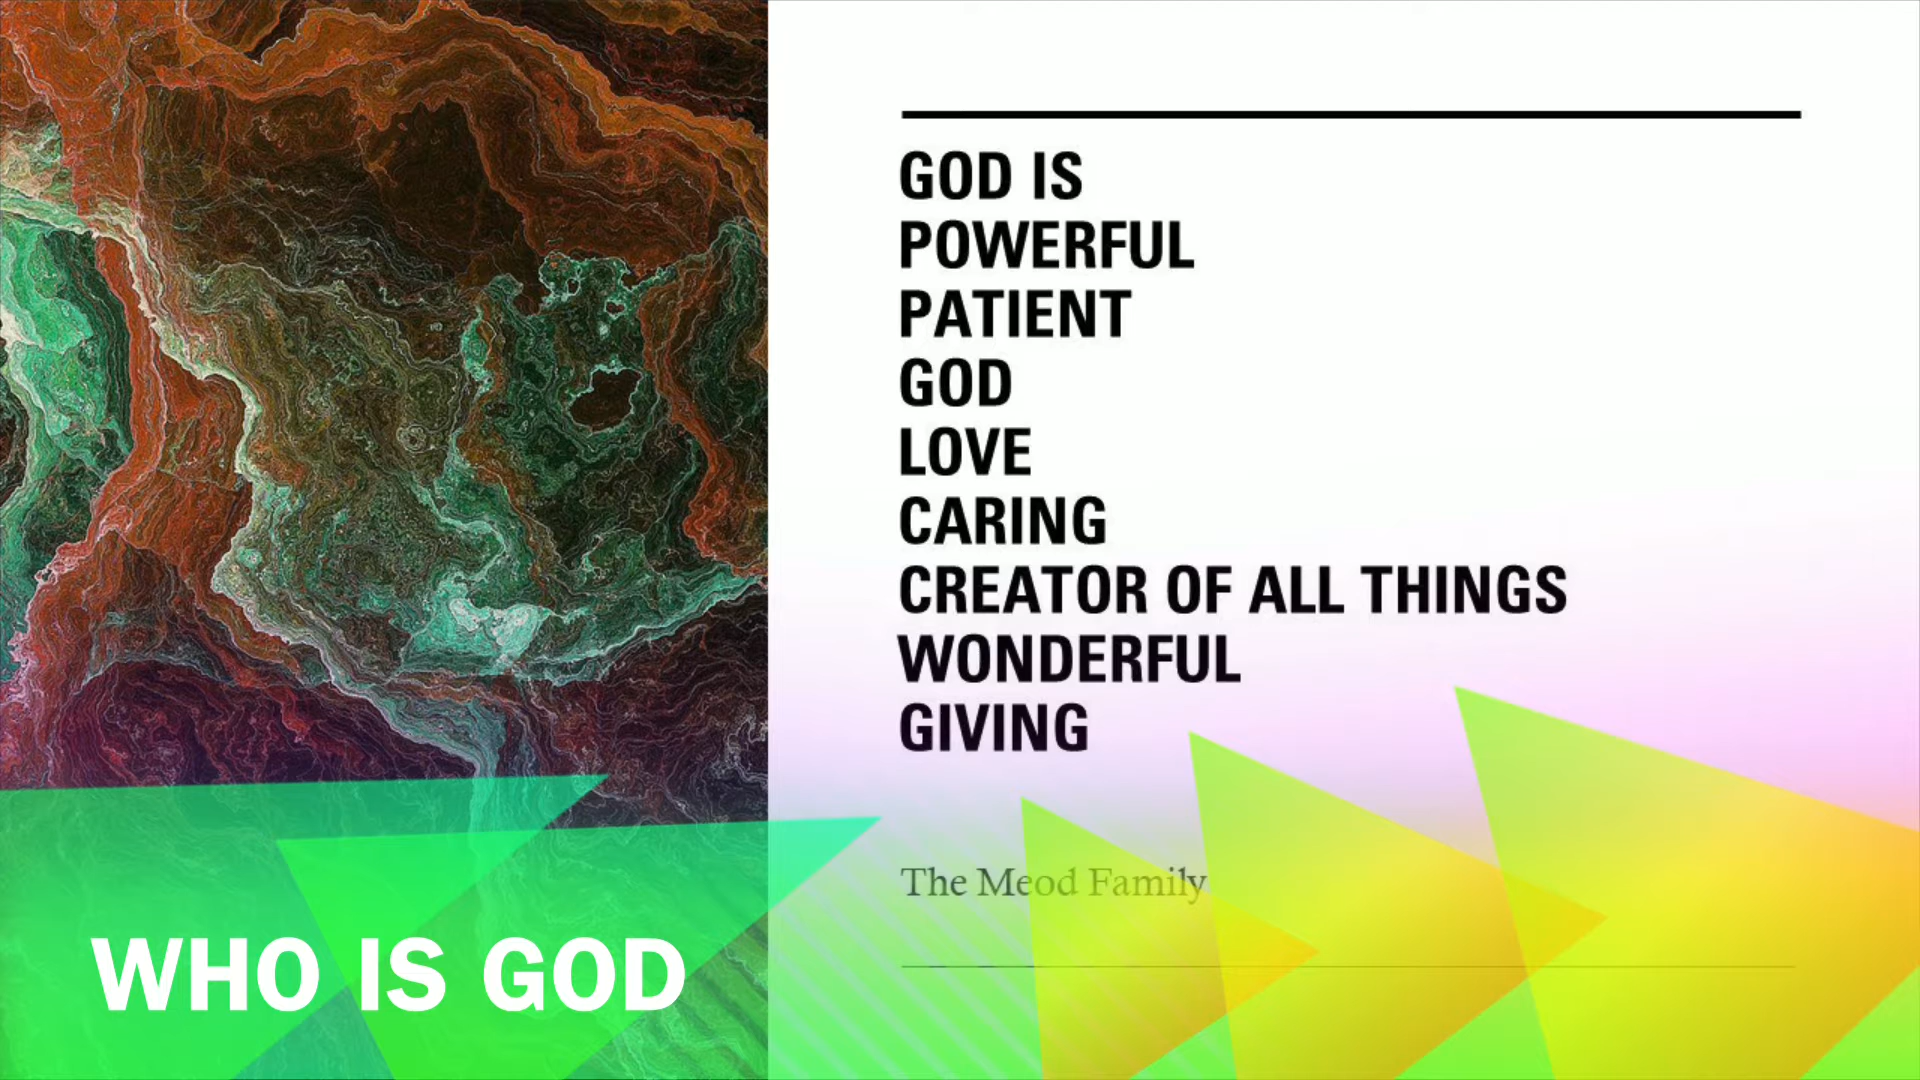 GOD IS
POWERFUL
PATIENT
GOD
LOVE
CARING
CREATOR OF ALL THINGS
WONDERFUL
GIVING
The Meod Family
WHO IS GOD